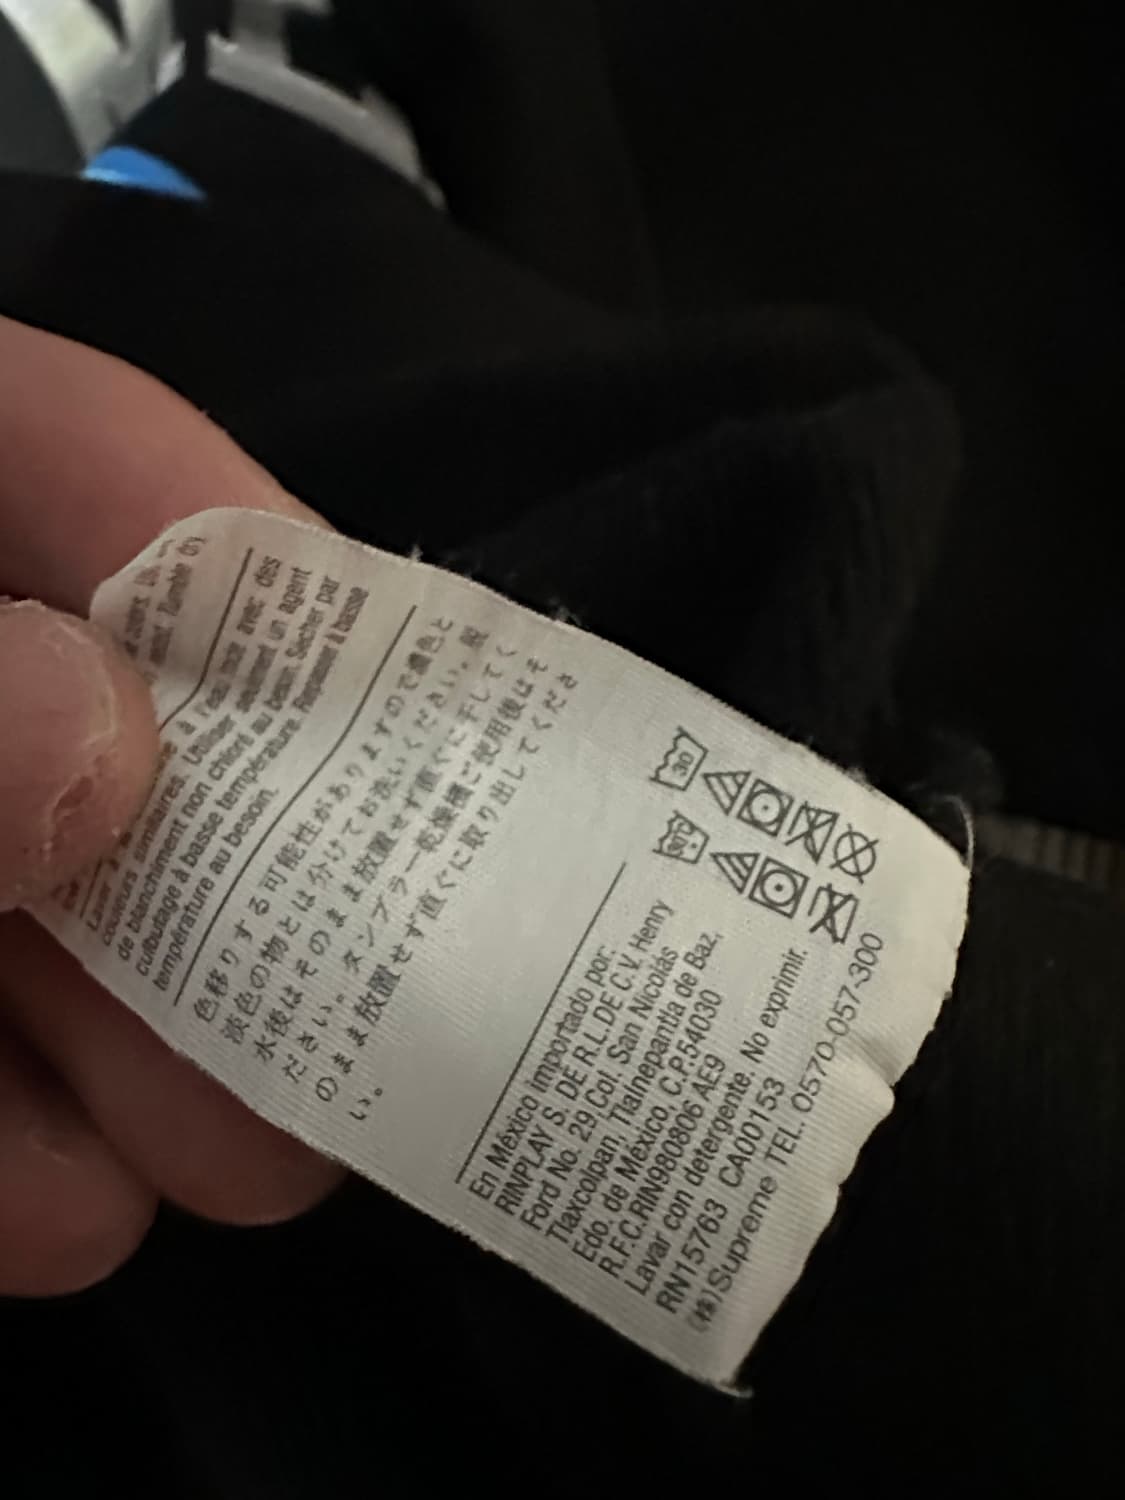 Tumble dry
à l'eau avec des
couleurs similaires. Utiliser seulement un agent
de blanchiment non chloré au besoin. Sécher par
culbutage à basse température. Repasser à basse
température au besoin.
色移りする可能性がありますので濃色と
淡色の物とは分けてお洗いください。脱
水後はそのまま放置せず直ぐに干してく
ださい。タンブラー乾燥機ご使用後はそ
のまま放置せず直ぐに取り出してくださ
い。
30
En México importado por:
RINPLAY S. DE R.L.DE C.V. Henry
Ford No. 29 Col. San Nicolás
Tlaxcolpan, Tlalnepantla de Baz,
Edo. de México, C.P.54030
R.F.C.RIN980806 AE9
Lavar con detergente. No exprimir.
RN15763 CA00153
(株)Supreme TEL.0570-057-300